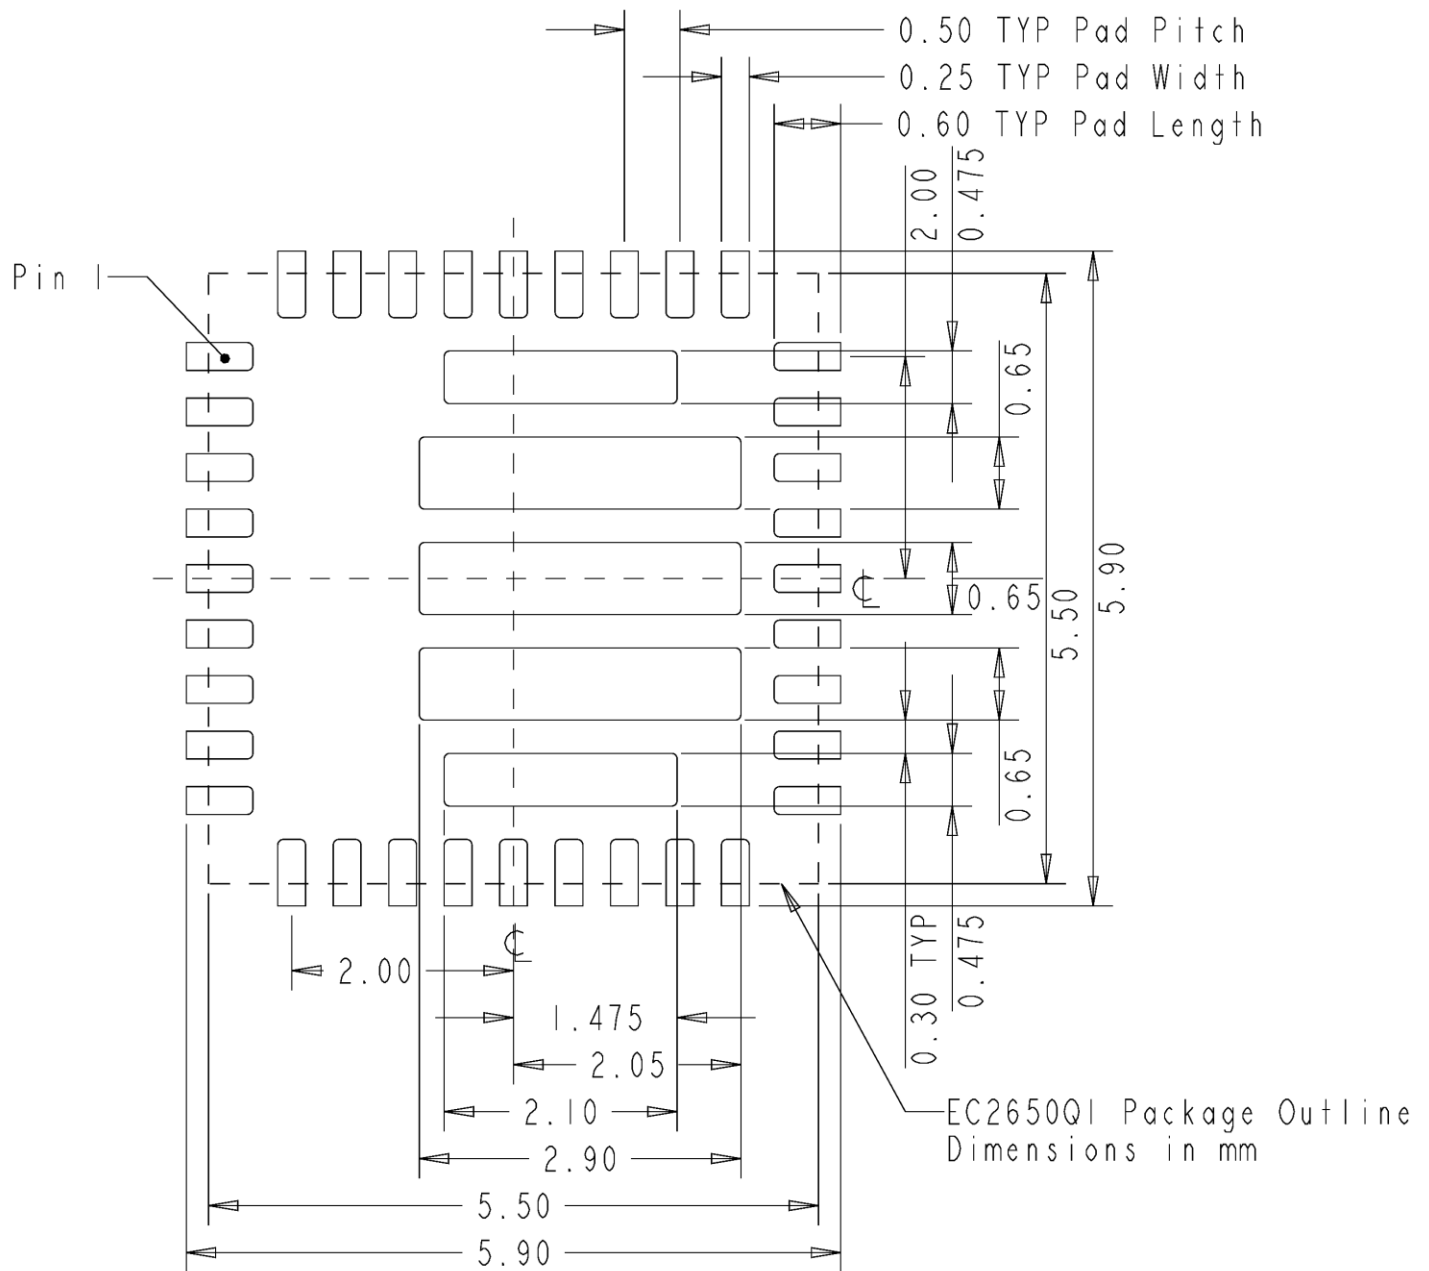 0.50 TYP Pad Pitch
0.25 TYP Pad Width
0.60 TYP Pad Length
2.00
0.475
Pin 1
0.65
5.90
℄
0.65
5.50
0.65
℄
2.00
0.30 TYP
0.475
1.475
2.05
2.10
EC2650QI Package Outline
Dimensions in mm
2.90
5.50
5.90